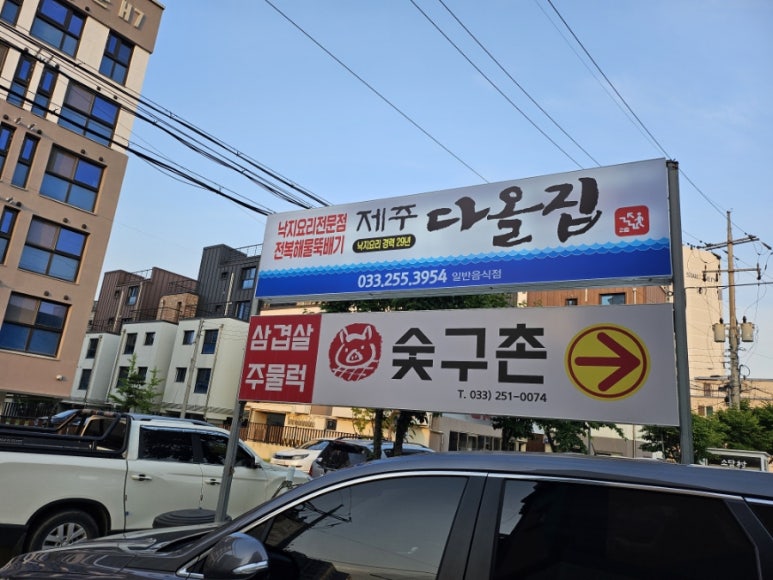 H7
낙지요리전문점
전복해물뚝배기
제주 다올집
낙지요리 경력 29년
033.255.3954 일반음식점
삼겹살
주물럭
숯구촌
T. 033) 251-0074